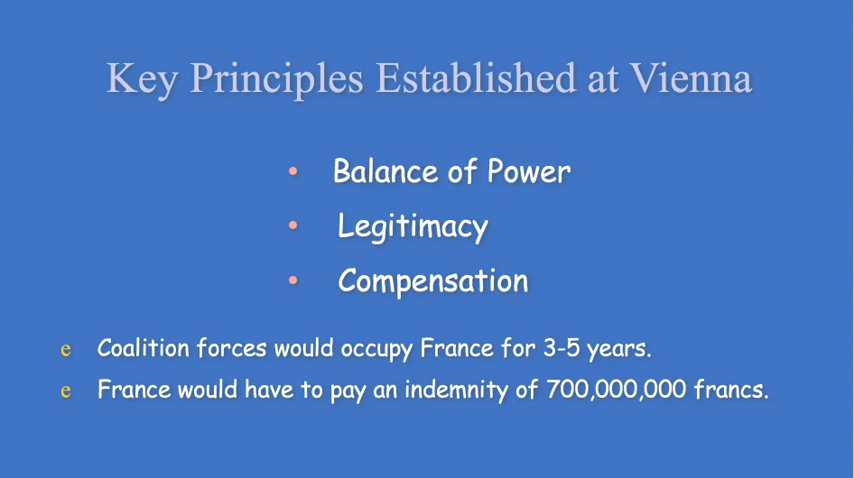 Key Principles Established at Vienna
• Balance of Power
• Legitimacy
• Compensation
e Coalition forces would occupy France for 3-5 years.
e France would have to pay an indemnity of 700,000,000 francs.